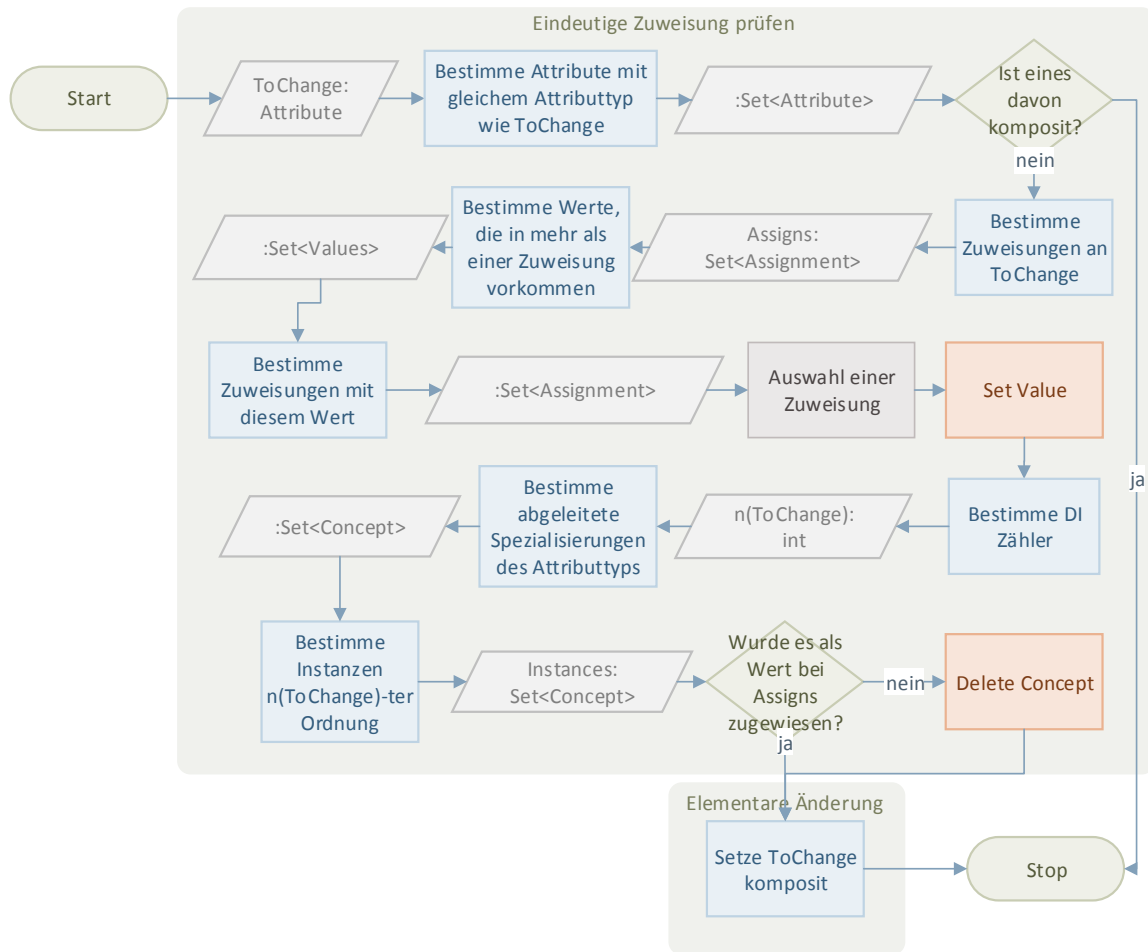 Eindeutige Zuweisung prüfen
Start
ToChange:
Attribute
Bestimme Attribute mit
gleichem Attributtyp
wie ToChange
:Set<Attribute>
Ist eines
davon
komposit?
nein
Bestimme
Zuweisungen an
ToChange
Assigns:
Set<Assignment>
Bestimme Werte,
die in mehr als
einer Zuweisung
vorkommen
:Set<Values>
Bestimme
Zuweisungen mit
diesem Wert
:Set<Assignment>
Auswahl einer
Zuweisung
Set Value
ja
Bestimme DI
Zähler
n(ToChange):
int
Bestimme
abgeleitete
Spezialisierungen
des Attributtyps
:Set<Concept>
Bestimme
Instanzen
n(ToChange)-ter
Ordnung
Instances:
Set<Concept>
Wurde es als
Wert bei
Assigns
zugewiesen?
nein
Delete Concept
ja
Elementare Änderung
Setze ToChange
komposit
Stop